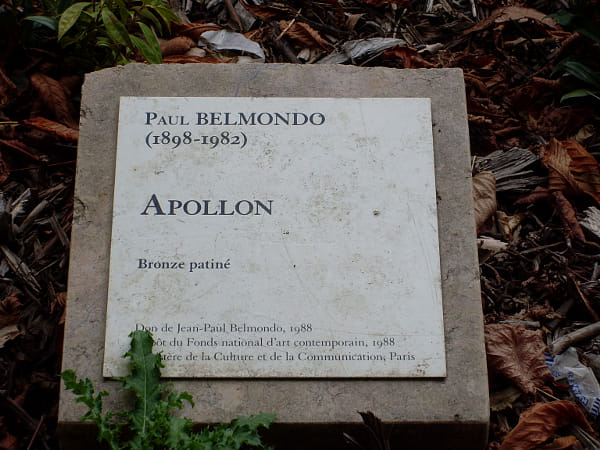 Paul BELMONDO
(1898-1982)
Apollon
Bronze patiné
Don de Jean-Paul Belmondo, 1988
du Fonds national d'art contemporain, 1988
de la Culture et de la Communication, Paris